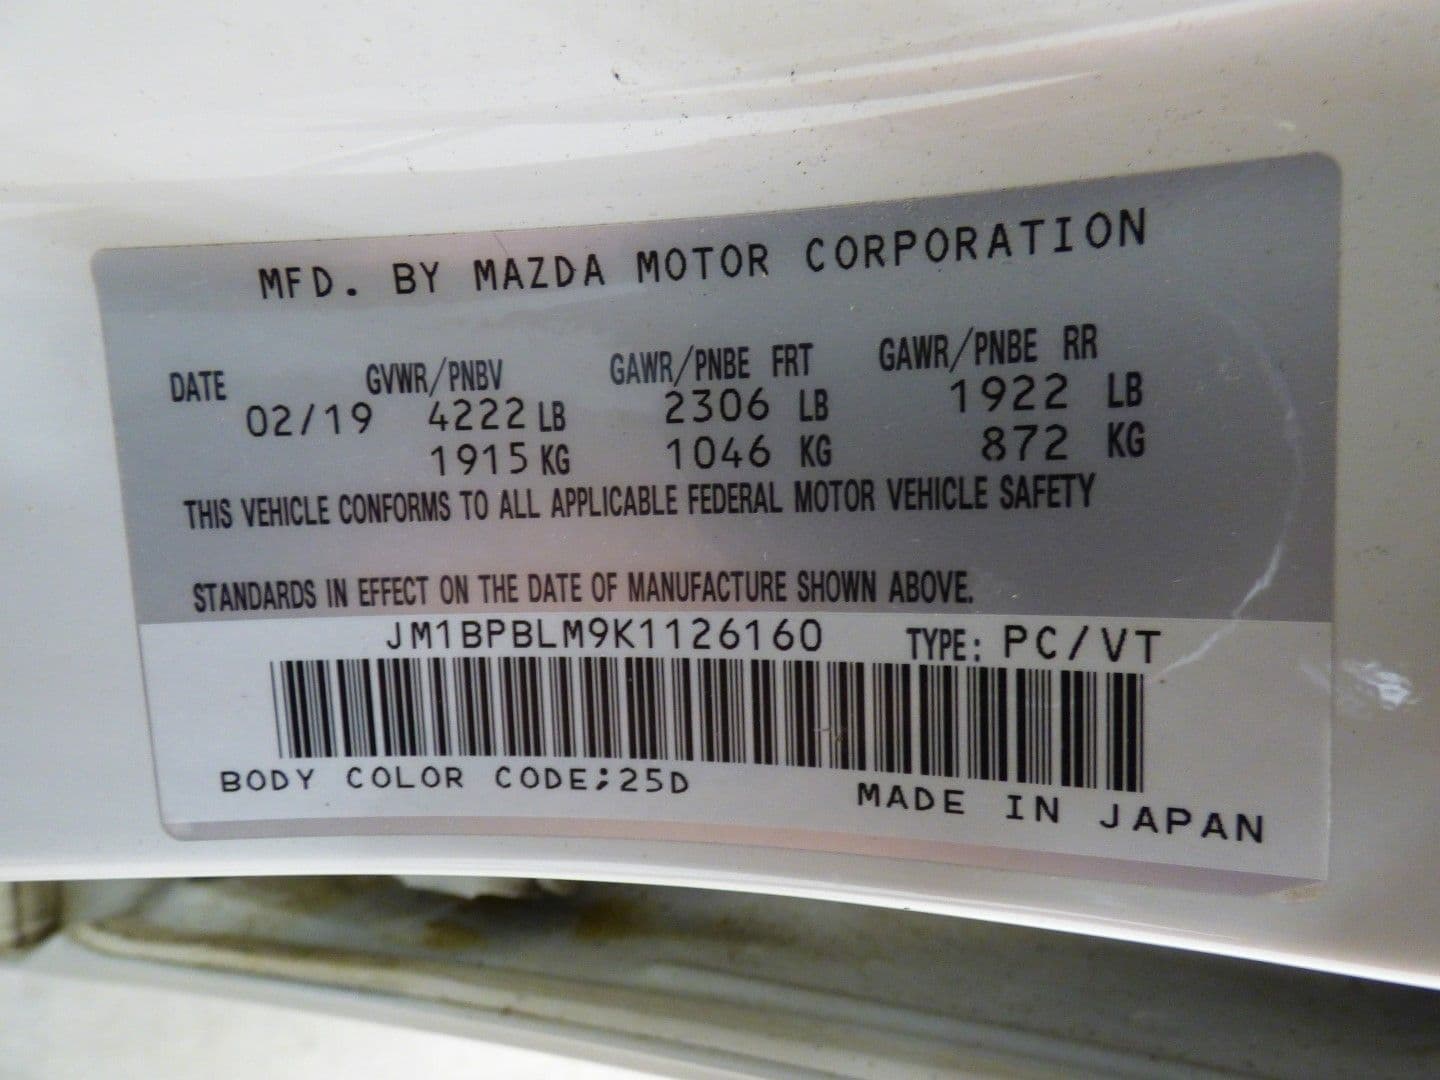 MFD. BY MAZDA MOTOR CORPORATION
DATE GVWR/PNBV GAWR/PNBE FRT GAWR/PNBE RR
02/19 4222 LB 2306 LB 1922 LB
1915 KG 1046 KG 872 KG
THIS VEHICLE CONFORMS TO ALL APPLICABLE FEDERAL MOTOR VEHICLE SAFETY
STANDARDS IN EFFECT ON THE DATE OF MANUFACTURE SHOWN ABOVE.
JM1BPBLM9K1126160 TYPE: PC/VT
BODY COLOR CODE;25D MADE IN JAPAN